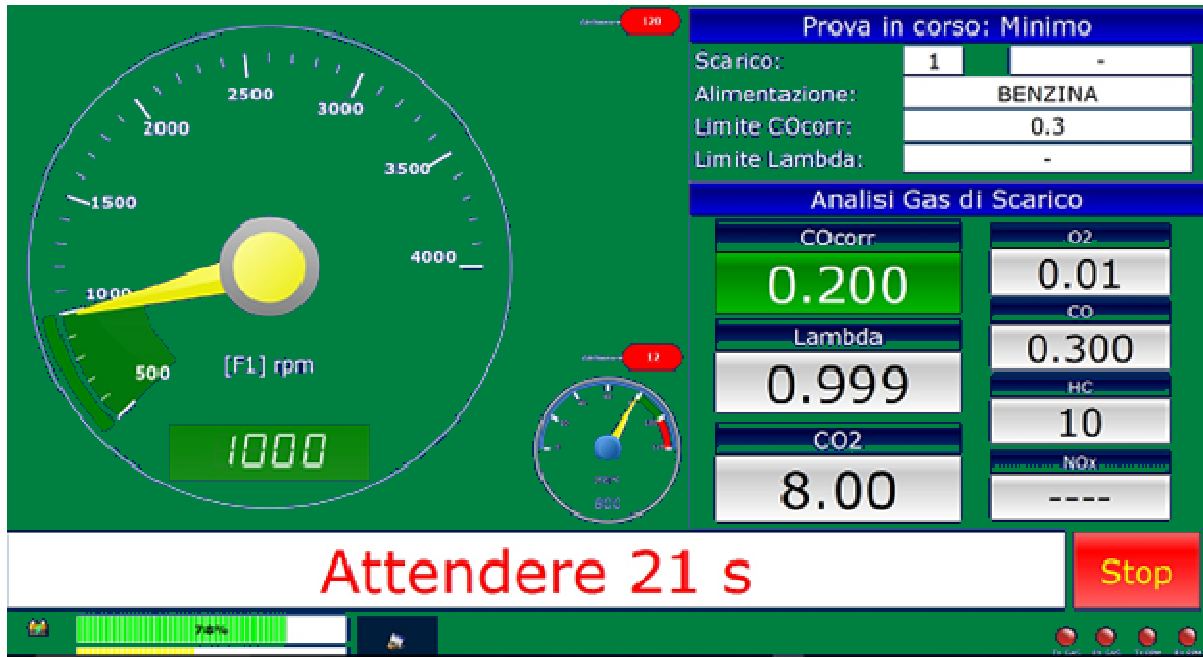 120
Prova in corso: Minimo
Scarico: 1 -
Alimentazione: BENZINA
Limite COcorr: 0.3
Limite Lambda: -
Analisi Gas di Scarico
COcorr
0.200
O2
0.01
Lambda
0.999
CO
0.300
HC
10
CO2
8.00
NOx
----
500
1000
1500
2000
2500
3000
3500
4000
[F1] rpm
1000
12
Attendere 21 s
Stop